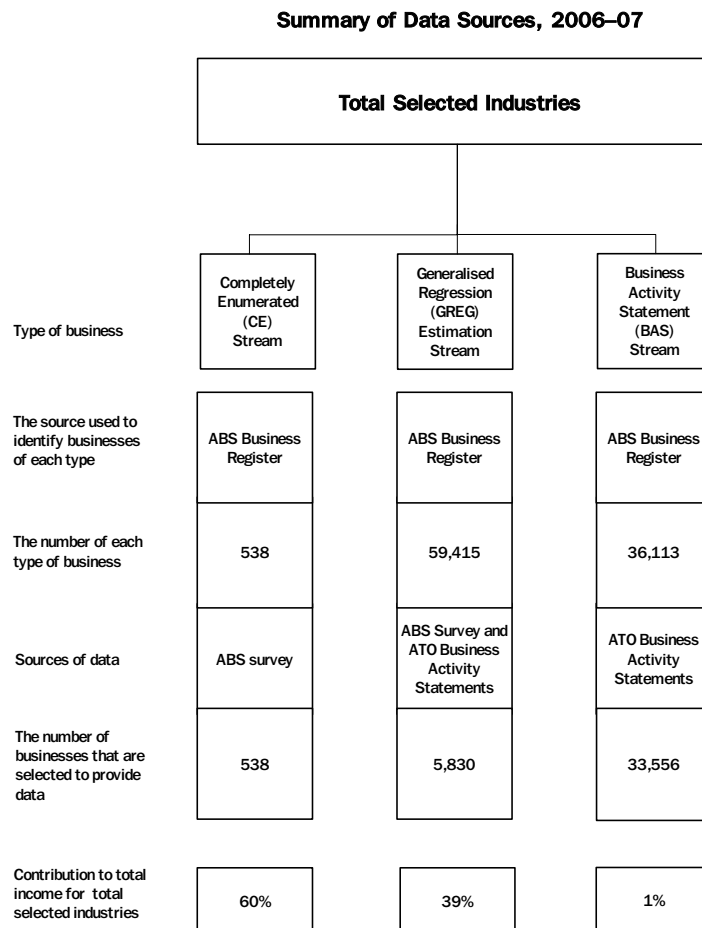 Summary of Data Sources, 2006–07
Total Selected Industries
Type of business
Completely
Enumerated
(CE)
Stream
Generalised
Regression
(GREG)
Estimation
Stream
Business
Activity
Statement
(BAS)
Stream
The source used to
identify businesses
of each type
ABS Business
Register
ABS Business
Register
ABS Business
Register
The number of each
type of business
538
59,415
36,113
Sources of data
ABS survey
ABS Survey and
ATO Business
Activity
Statements
ATO Business
Activity
Statements
The number of
businesses that are
selected to provide
data
538
5,830
33,556
Contribution to total
income for total
selected industries
60%
39%
1%